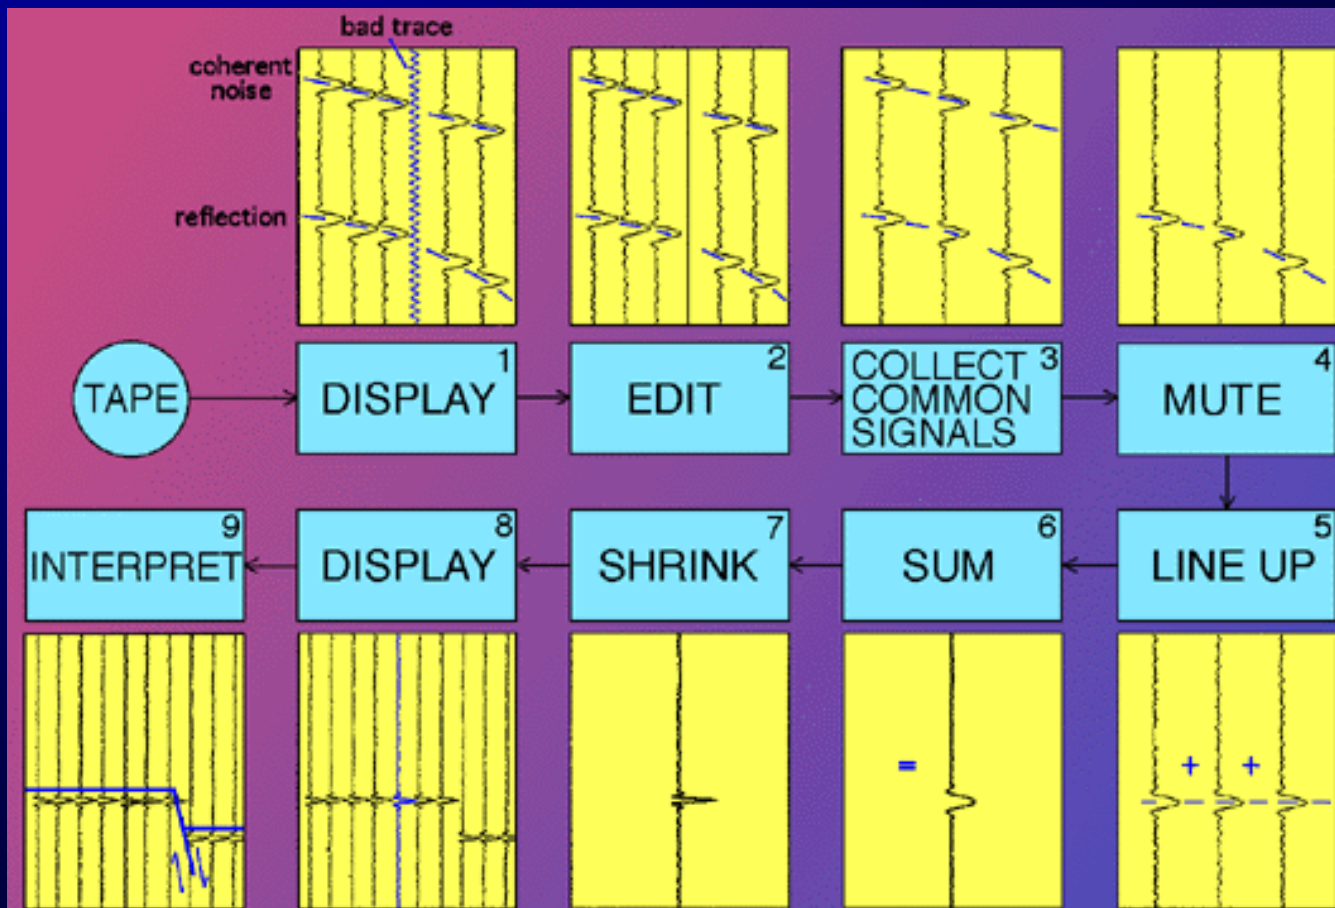 bad trace
coherent
noise
reflection
TAPE
1
DISPLAY
2
EDIT
3
COLLECT
COMMON
SIGNALS
4
MUTE
9
INTERPRET
8
DISPLAY
7
SHRINK
6
SUM
5
LINE UP
=
+ +